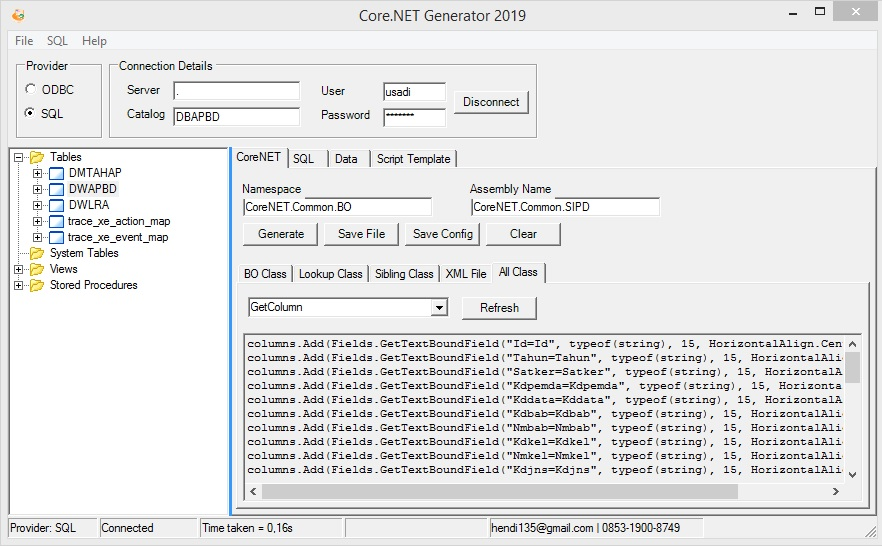 Core.NET Generator 2019
File SQL Help
Provider
ODBC
SQL
Connection Details
Server .
Catalog DBAPBD
User usadi
Password *******
Disconnect
Tables
DMTAHAP
DWAPBD
DWLRA
trace_xe_action_map
trace_xe_event_map
System Tables
Views
Stored Procedures
CoreNET SQL Data Script Template
Namespace Assembly Name
CoreNET.Common.BO CoreNET.Common.SIPD
Generate Save File Save Config Clear
BO Class Lookup Class Sibling Class XML File All Class
GetColumn Refresh
columns.Add(Fields.GetTextBoundField("Id=Id", typeof(string), 15, HorizontalAlign.Cen
columns.Add(Fields.GetTextBoundField("Tahun=Tahun", typeof(string), 15, HorizontalAli
columns.Add(Fields.GetTextBoundField("Satker=Satker", typeof(string), 15, HorizontalA
columns.Add(Fields.GetTextBoundField("Kdpemda=Kdpemda", typeof(string), 15, Horizonta
columns.Add(Fields.GetTextBoundField("Kddata=Kddata", typeof(string), 15, HorizontalA
columns.Add(Fields.GetTextBoundField("Kdbab=Kdbab", typeof(string), 15, HorizontalAli
columns.Add(Fields.GetTextBoundField("Nmbab=Nmbab", typeof(string), 15, HorizontalAli
columns.Add(Fields.GetTextBoundField("Kdkel=Kdkel", typeof(string), 15, HorizontalAli
columns.Add(Fields.GetTextBoundField("Nmkel=Nmkel", typeof(string), 15, HorizontalAli
columns.Add(Fields.GetTextBoundField("Kdjns=Kdjns", typeof(string), 15, HorizontalAli
Provider: SQL Connected Time taken = 0,16s hendi135@gmail.com | 0853-1900-8749